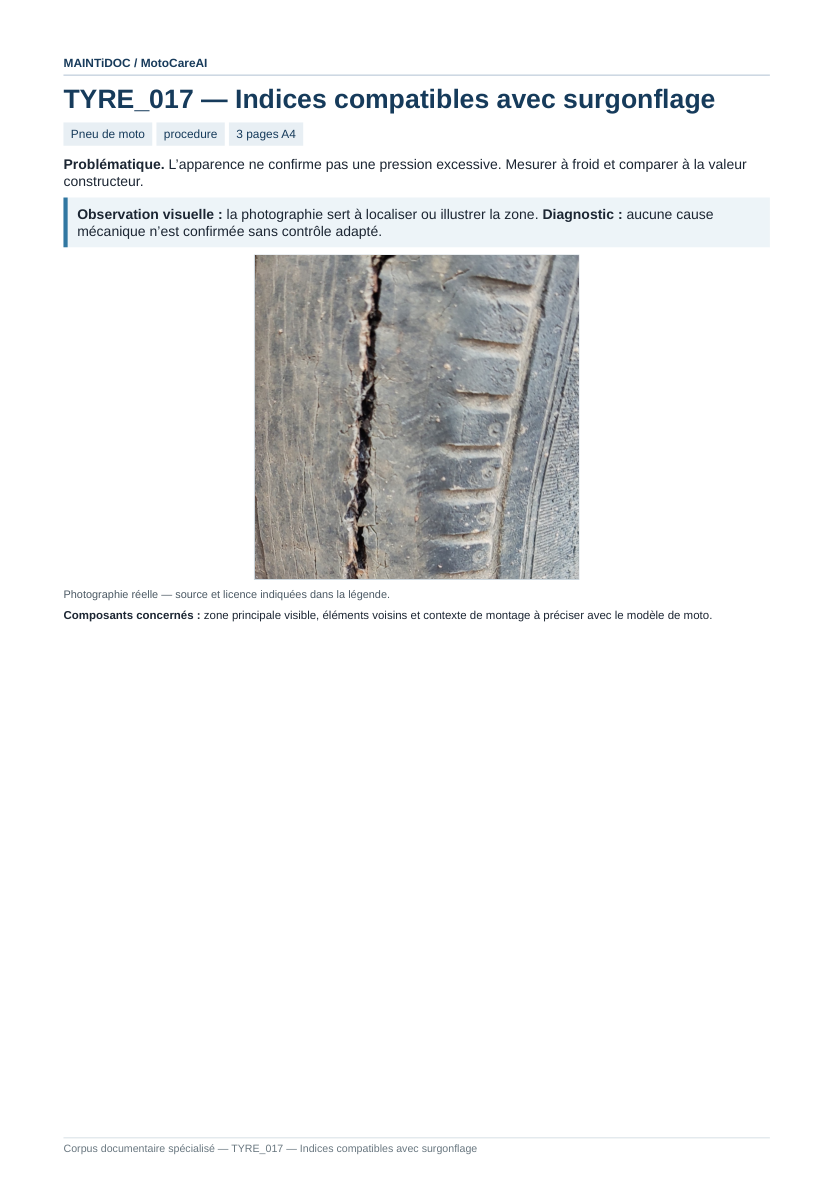 MAINTiDOC / MotoCareAI
TYRE_017 — Indices compatibles avec surgonflage
Pneu de moto procedure 3 pages A4
Problématique. L’apparence ne confirme pas une pression excessive. Mesurer à froid et comparer à la valeur
constructeur.
Observation visuelle : la photographie sert à localiser ou illustrer la zone. Diagnostic : aucune cause
mécanique n’est confirmée sans contrôle adapté.
Photographie réelle — source et licence indiquées dans la légende.
Composants concernés : zone principale visible, éléments voisins et contexte de montage à préciser avec le modèle de moto.
Corpus documentaire spécialisé — TYRE_017 — Indices compatibles avec surgonflage